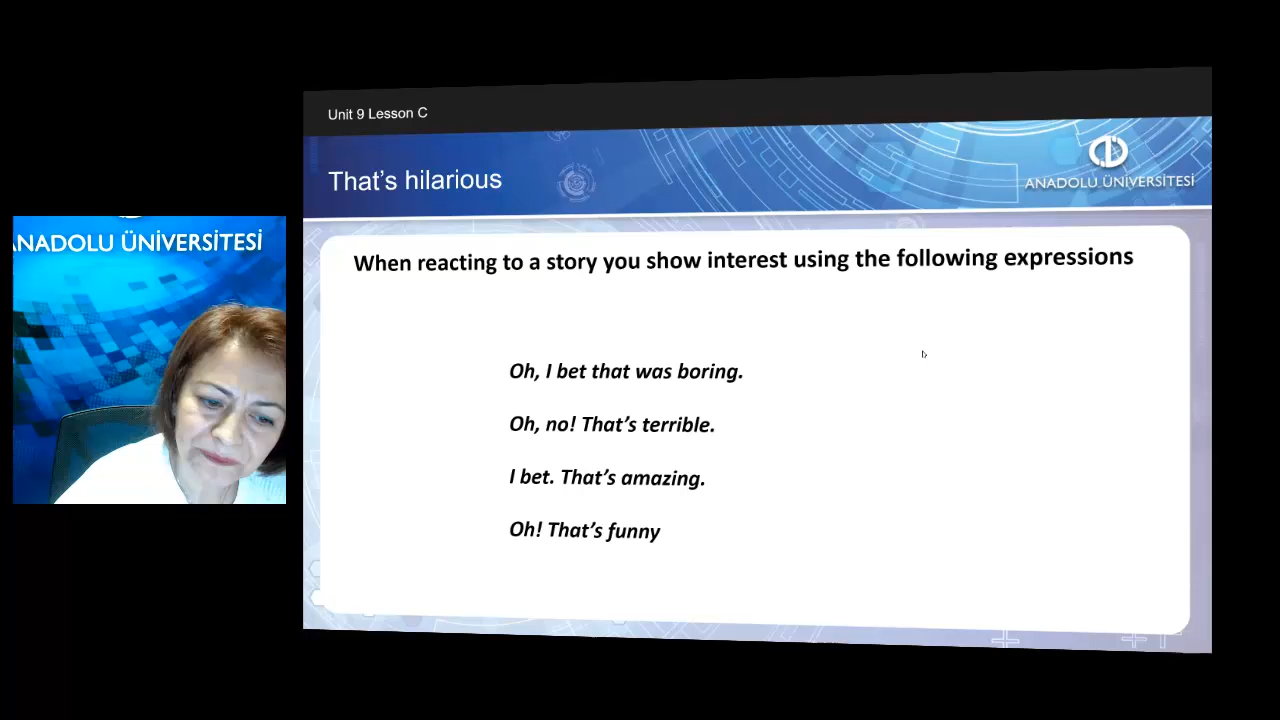 Unit 9 Lesson C
That's hilarious
ANADOLU ÜNİVERSİTESİ
ANADOLU ÜNİVERSİTESİ
When reacting to a story you show interest using the following expressions
Oh, I bet that was boring.
Oh, no! That's terrible.
I bet. That's amazing.
Oh! That's funny